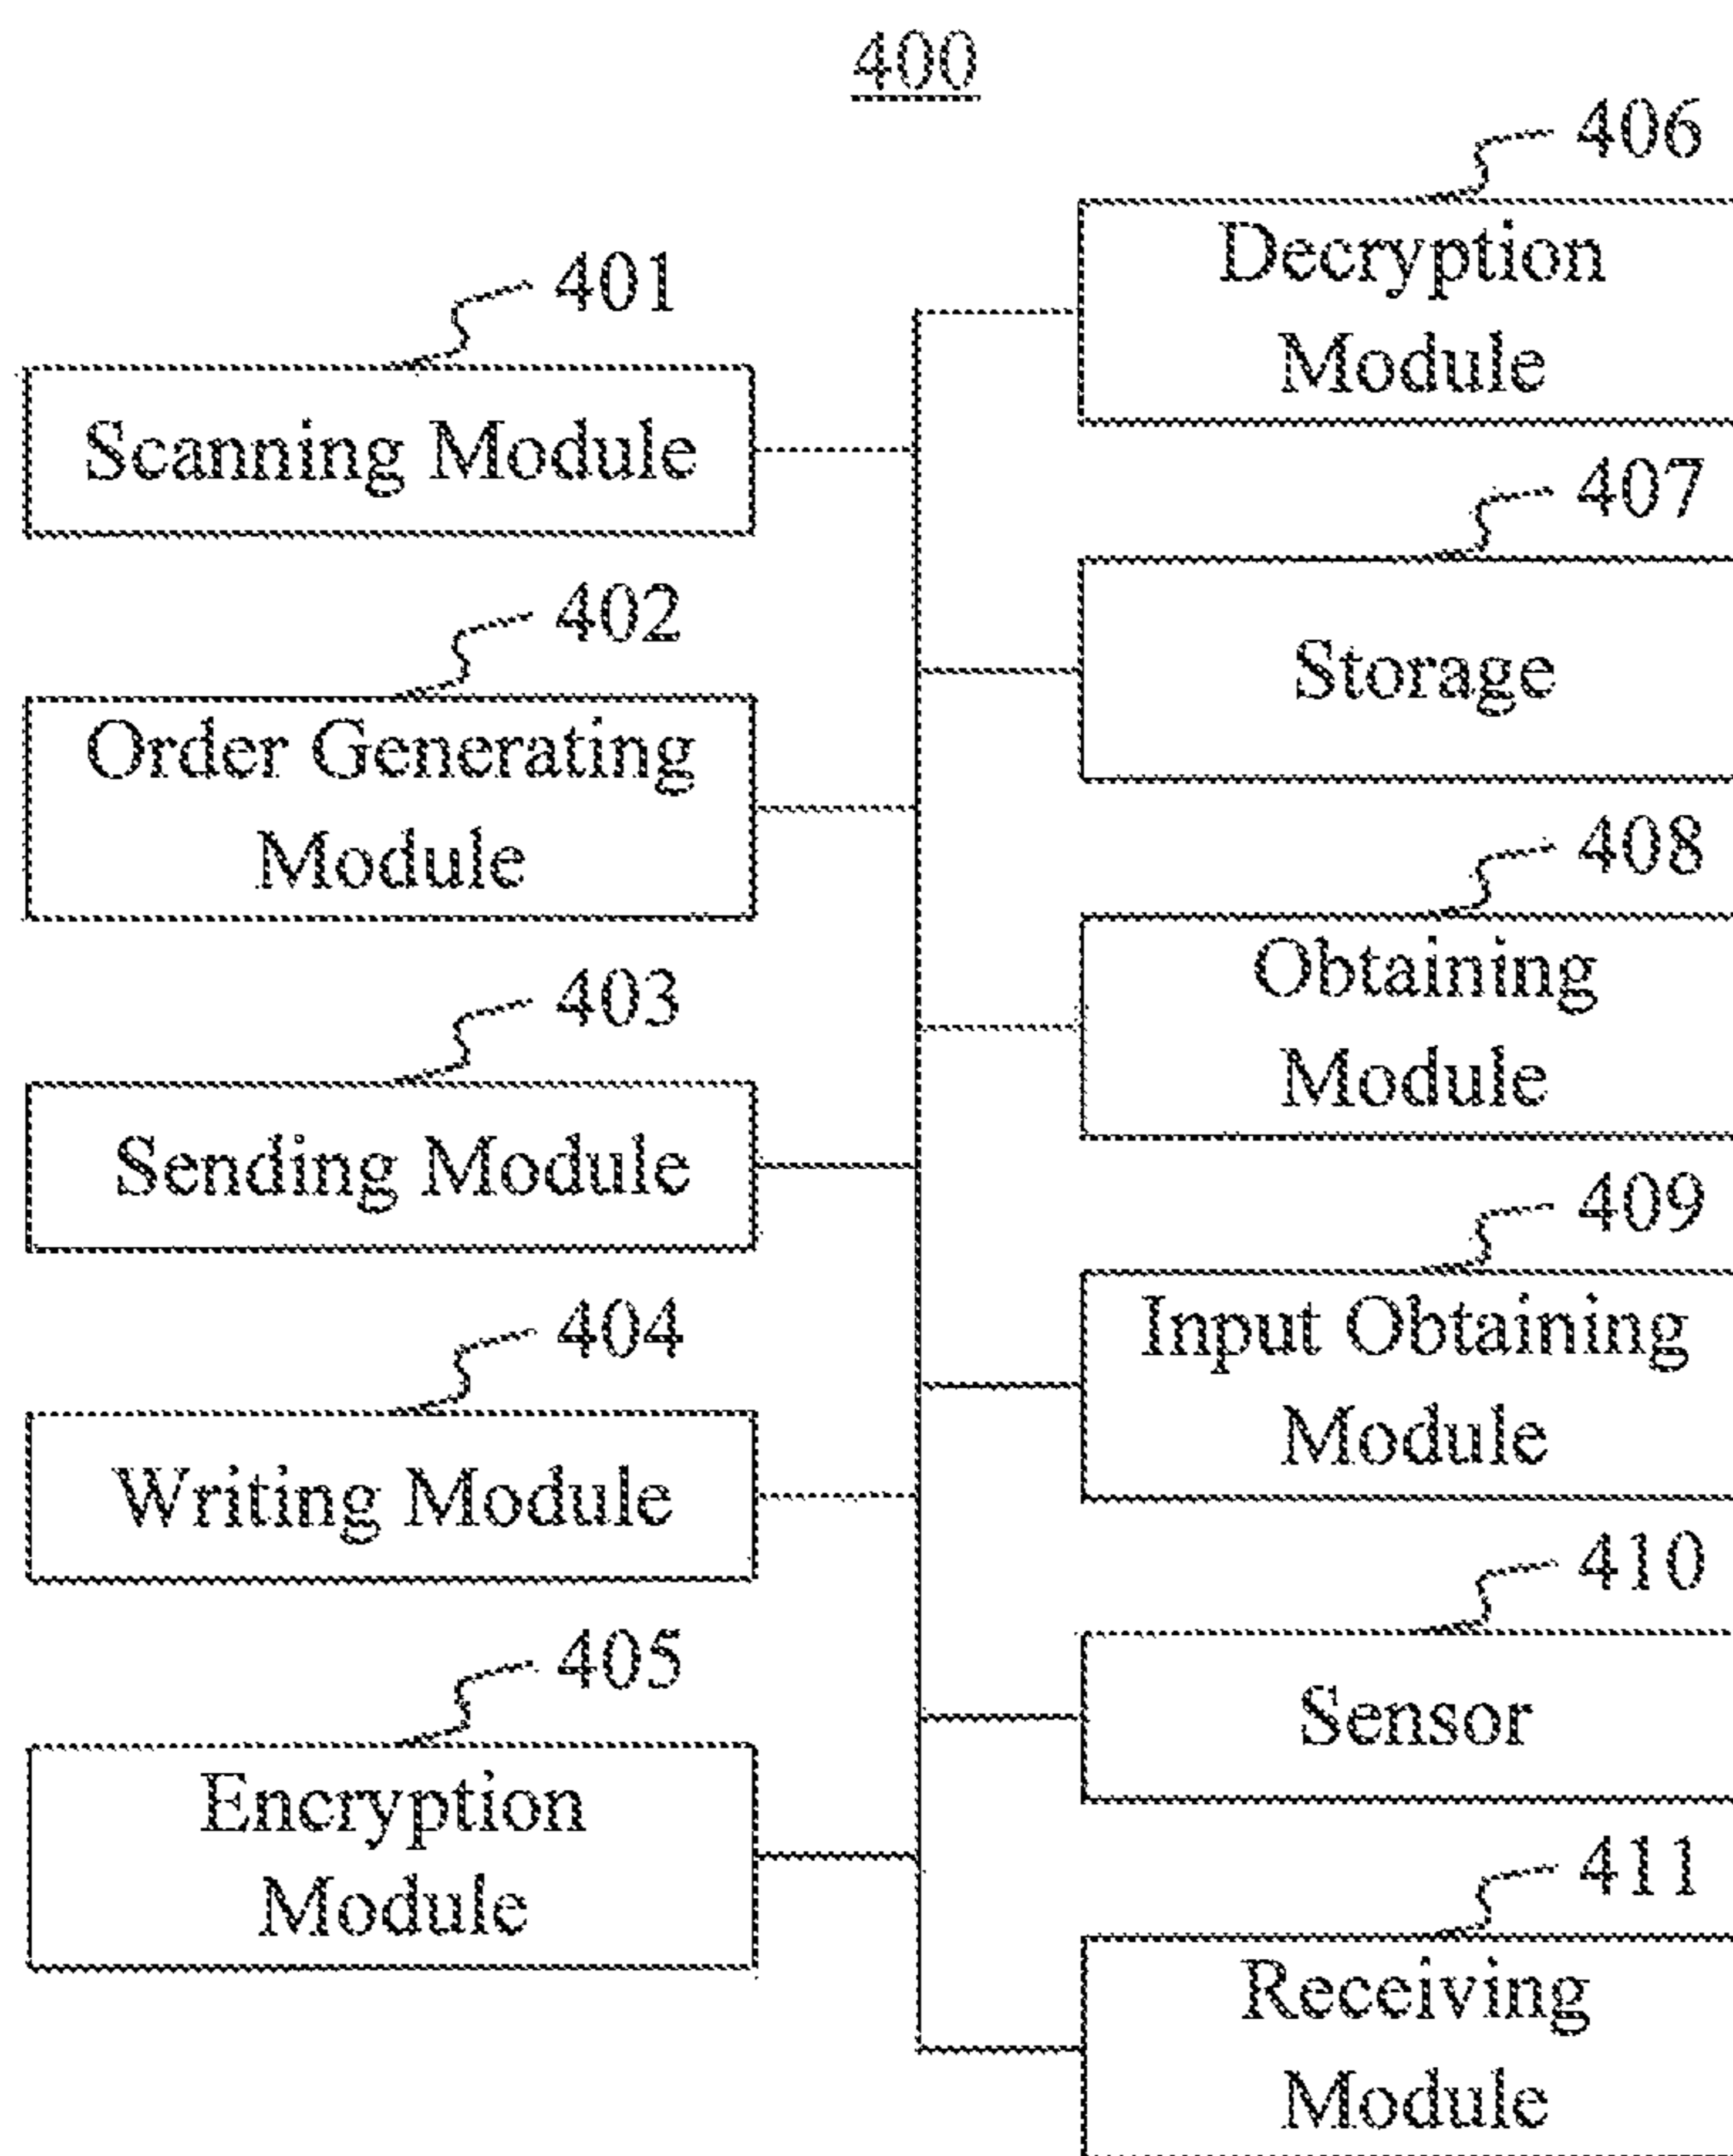 400
401
Scanning Module
402
Order Generating
Module
403
Sending Module
404
Writing Module
405
Encryption
Module
406
Decryption
Module
407
Storage
408
Obtaining
Module
409
Input Obtaining
Module
410
Sensor
411
Receiving
Module